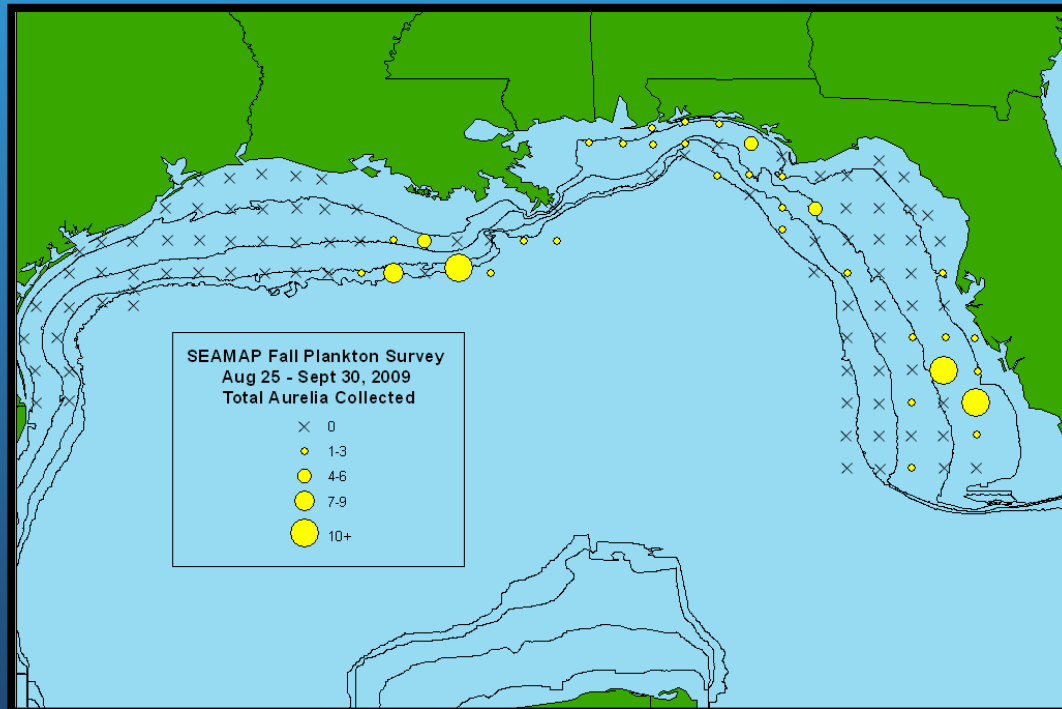 SEAMAP Fall Plankton Survey
Aug 25 - Sept 30, 2009
Total Aurelia Collected
0
1-3
4-6
7-9
10+